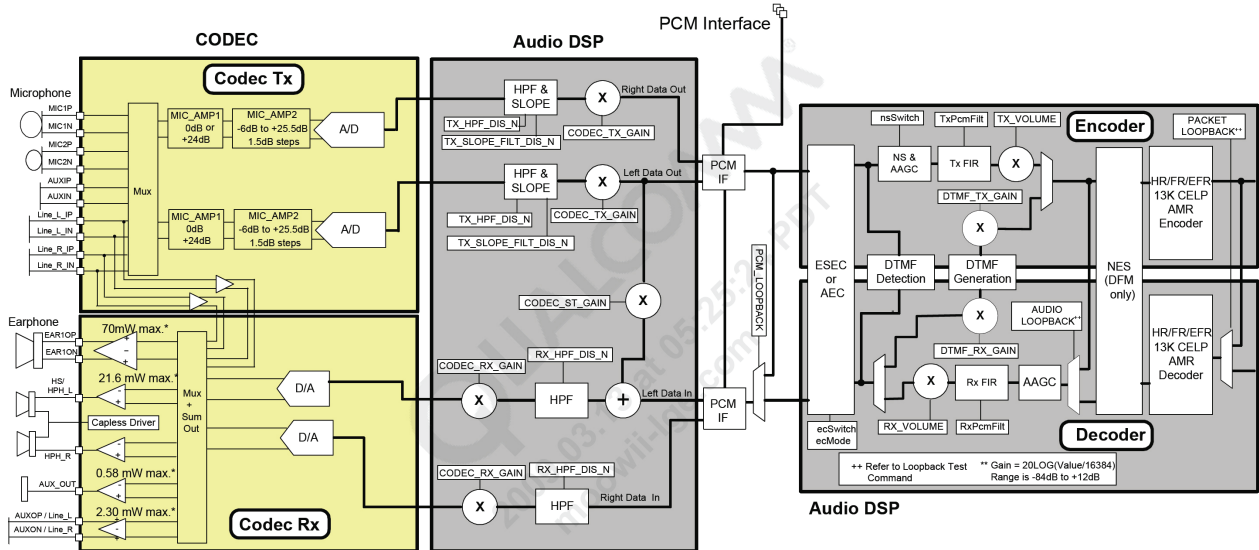 PCM Interface
CODEC
Audio DSP
Codec Tx
Microphone
MIC1P
MIC1N
MIC2P
MIC2N
AUXIP
AUXIN
Line_L_IP
Line_L_IN
Line_R_IP
Line_R_IN
Mux
MIC_AMP1
0dB or
+24dB
MIC_AMP2
-6dB to +25.5dB
1.5dB steps
A/D
MIC_AMP1
0dB
+24dB
MIC_AMP2
-6dB to +25.5dB
1.5dB steps
A/D
HPF &
SLOPE
X
Right Data Out
TX_HPF_DIS_N
TX_SLOPE_FILT_DIS_N
CODEC_TX_GAIN
HPF &
SLOPE
X
Left Data Out
TX_HPF_DIS_N
CODEC_TX_GAIN
TX_SLOPE_FILT_DIS_N
CODEC_ST_GAIN
X
PCM
IF
PCM_LOOPBACK
Earphone
EAR1OP
EAR1ON
HS/
HPH_L
Capless Driver
HPH_R
AUX_OUT
AUXOP / Line_L
AUXON / Line_R
70mW max.*
21.6 mW max.*
0.58 mW max.*
2.30 mW max.*
Mux
+
Sum
Out
D/A
D/A
Codec Rx
CODEC_RX_GAIN
RX_HPF_DIS_N
X
HPF
+
Left Data In
PCM
IF
CODEC_RX_GAIN
RX_HPF_DIS_N
X
HPF
Right Data In
nsSwitch
TxPcmFilt
TX_VOLUME
Encoder
PACKET
LOOPBACK++
NS &
AAGC
Tx FIR
X
DTMF_TX_GAIN
X
HR/FR/EFR
13K CELP
AMR
Encoder
ESEC
or
AEC
DTMF
Detection
DTMF
Generation
NES
(DFM
only)
X
AUDIO
LOOPBACK++
DTMF_RX_GAIN
HR/FR/EFR
13K CELP
AMR
Decoder
X
Rx FIR
AAGC
RX_VOLUME
RxPcmFilt
ecSwitch
ecMode
Decoder
++ Refer to Loopback Test
Command
** Gain = 20LOG(Value/16384)
Range is -84dB to +12dB
Audio DSP
QUALCOMM